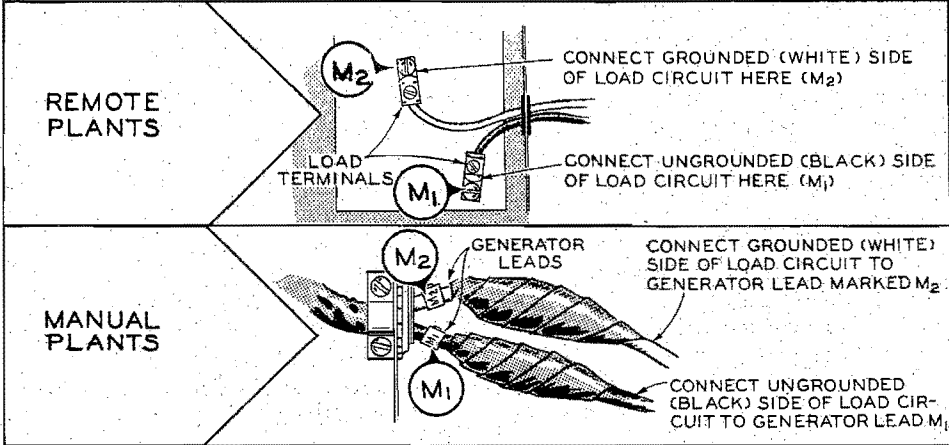 REMOTE
PLANTS
M2
CONNECT GROUNDED (WHITE) SIDE
OF LOAD CIRCUIT HERE (M2)
LOAD
TERMINALS
M1
CONNECT UNGROUNDED (BLACK) SIDE
OF LOAD CIRCUIT HERE (M1)
MANUAL
PLANTS
M2
GENERATOR
LEADS
CONNECT GROUNDED (WHITE)
SIDE OF LOAD CIRCUIT TO
GENERATOR LEAD MARKED M2
M2
M1
M1
CONNECT UNGROUNDED
(BLACK) SIDE OF LOAD CIR-
CUIT TO GENERATOR LEAD M1